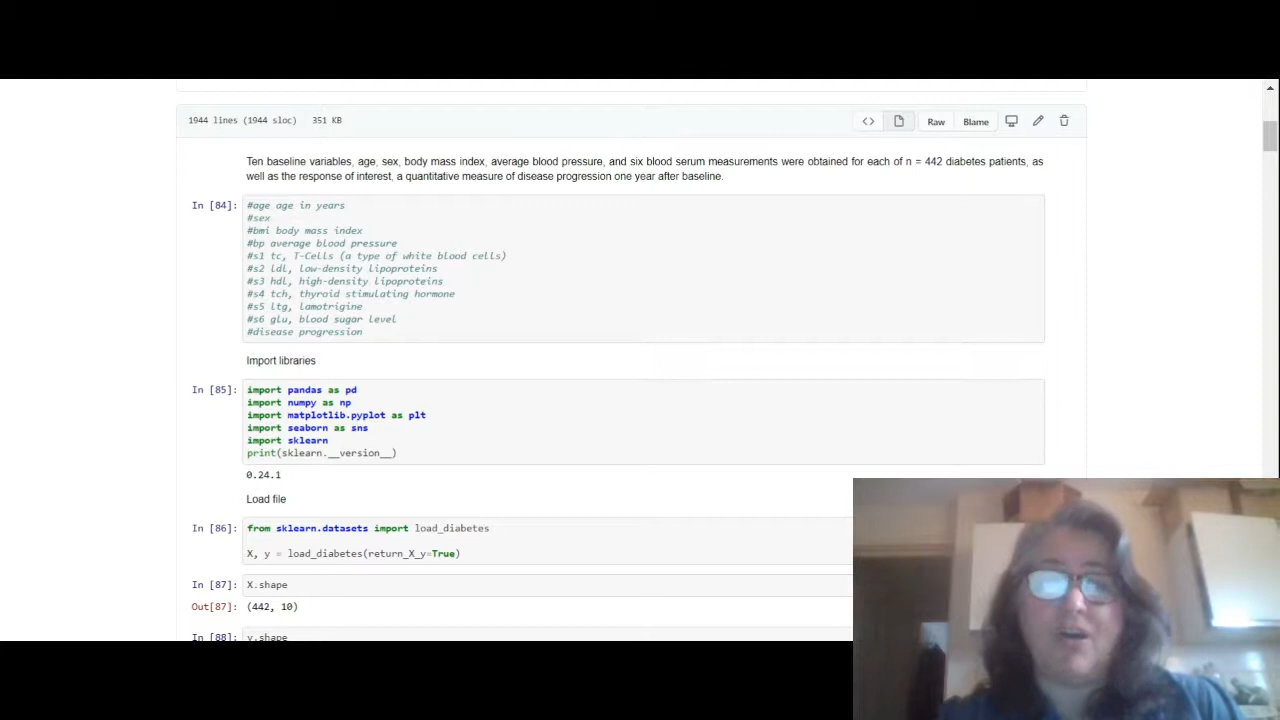 1944 lines (1944 sloc) 351 KB
<> Raw Blame
Ten baseline variables, age, sex, body mass index, average blood pressure, and six blood serum measurements were obtained for each of n = 442 diabetes patients, as
well as the response of interest, a quantitative measure of disease progression one year after baseline.
In [84]: #age age in years
#sex
#bmi body mass index
#bp average blood pressure
#s1 tc, T-Cells (a type of white blood cells)
#s2 ldl, low-density lipoproteins
#s3 hdl, high-density lipoproteins
#s4 tch, thyroid stimulating hormone
#s5 ltg, lamotrigine
#s6 glu, blood sugar level
#disease progression
Import libraries
In [85]: import pandas as pd
import numpy as np
import matplotlib.pyplot as plt
import seaborn as sns
import sklearn
print(sklearn.__version__)
0.24.1
Load file
In [86]: from sklearn.datasets import load_diabetes
X, y = load_diabetes(return_X_y=True)
In [87]: X.shape
Out[87]: (442, 10)
In [88]: y.shape